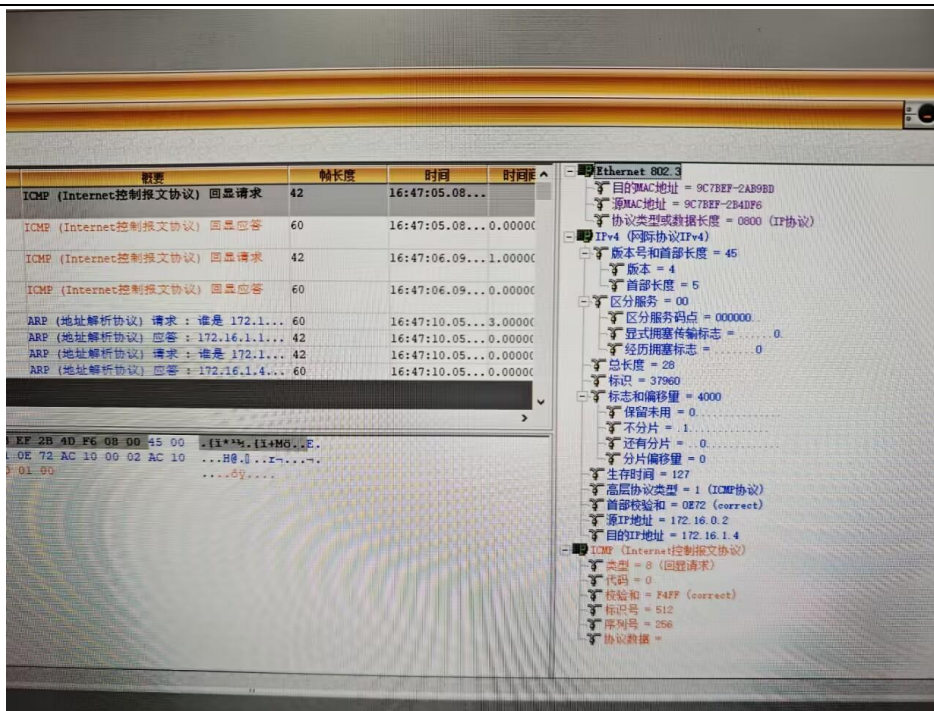 概要 帧长度 时间 时间
ICMP (Internet控制报文协议) 回显请求 42 16:47:05.08...
ICMP (Internet控制报文协议) 回显应答 60 16:47:05.08... 0.0000
ICMP (Internet控制报文协议) 回显请求 42 16:47:06.09... 1.0000
ICMP (Internet控制报文协议) 回显应答 60 16:47:06.09... 0.0000
ARP (地址解析协议) 请求 : 谁是 172.1... 60 16:47:10.05... 3.0000
ARP (地址解析协议) 应答 : 172.16.1.1... 42 16:47:10.05... 0.0000
ARP (地址解析协议) 请求 : 谁是 172.1... 42 16:47:10.05... 0.0000
ARP (地址解析协议) 应答 : 172.16.1.4... 60 16:47:10.05... 0.0000
EF 2B 4D F6 08 00 45 00
0E 72 AC 10 00 02 AC 10
01 00
Ethernet 802.3
目的MAC地址 = 9C7BEF-2AB9BD
源MAC地址 = 9C7BEF-2B4DF6
协议类型或数据长度 = 0800 (IP协议)
IPv4 (网际协议IPv4)
版本号和首部长度 = 45
版本 = 4
首部长度 = 5
区分服务 = 00
区分服务码点 = 000000..
显式拥塞传输标志 = ......0.
经历拥塞标志 = .......0
总长度 = 28
标识 = 37960
标志和偏移量 = 4000
保留未用 = 0...............
不分片 = .1..............
还有分片 = ..0.............
分片偏移量 = 0
生存时间 = 127
高层协议类型 = 1 (ICMP协议)
首部校验和 = 0E72 (correct)
源IP地址 = 172.16.0.2
目的IP地址 = 172.16.1.4
ICMP (Internet控制报文协议)
类型 = 8 (回显请求)
代码 = 0
校验和 = F4FF (correct)
标识号 = 512
序列号 = 256
协议数据 =